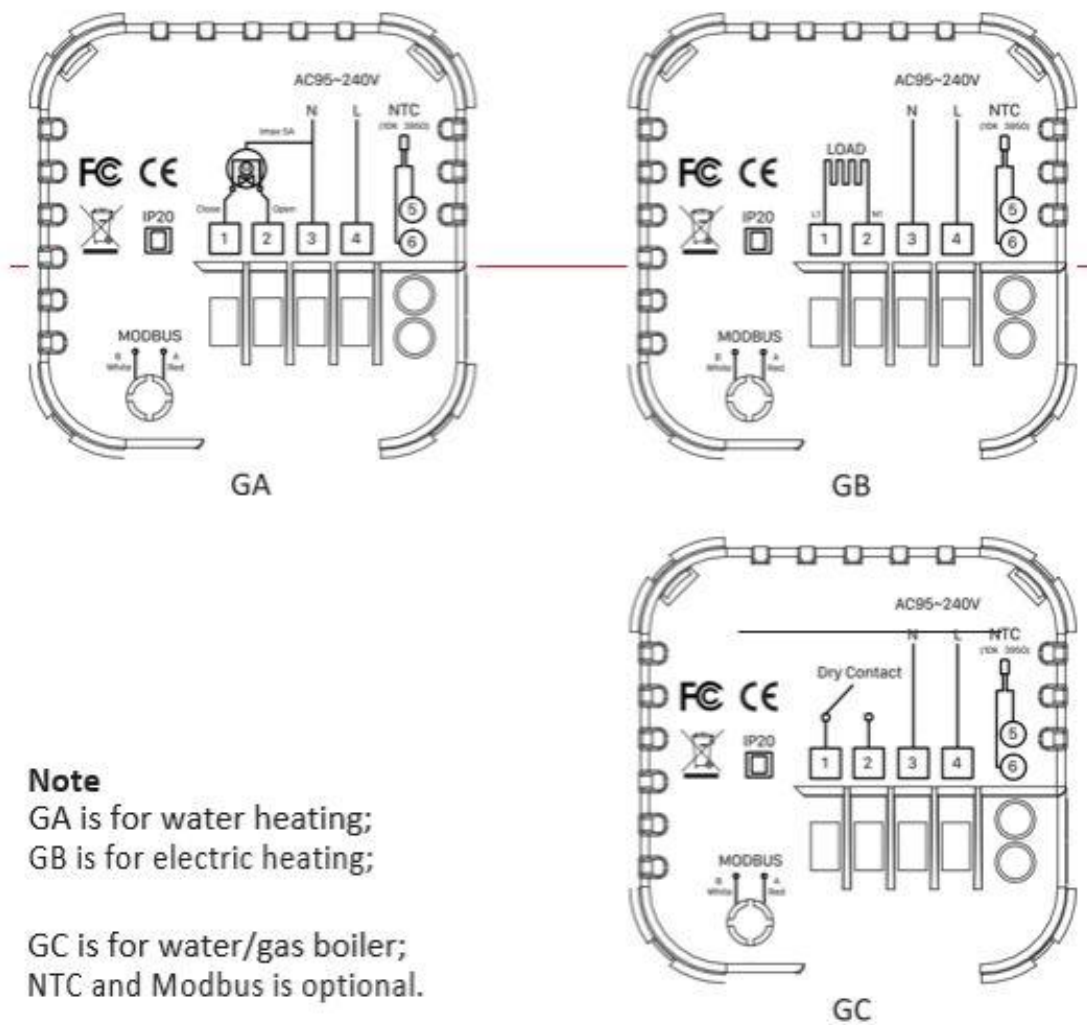 AC95~240V
N L NTC
(10K 3950)
Imax 5A
FC CE
IP20
Close Open
1 2 3 4 5
6
MODBUS
B A
White Red
GA
AC95~240V
N L NTC
(10K 3950)
LOAD
FC CE
IP20
L1 N1
1 2 3 4 5
6
MODBUS
B A
White Red
GB
AC95~240V
N L NTC
(10K 3950)
Dry Contact
FC CE
IP20
1 2 3 4 5
6
MODBUS
B A
White Red
GC
Note
GA is for water heating;
GB is for electric heating;
GC is for water/gas boiler;
NTC and Modbus is optional.